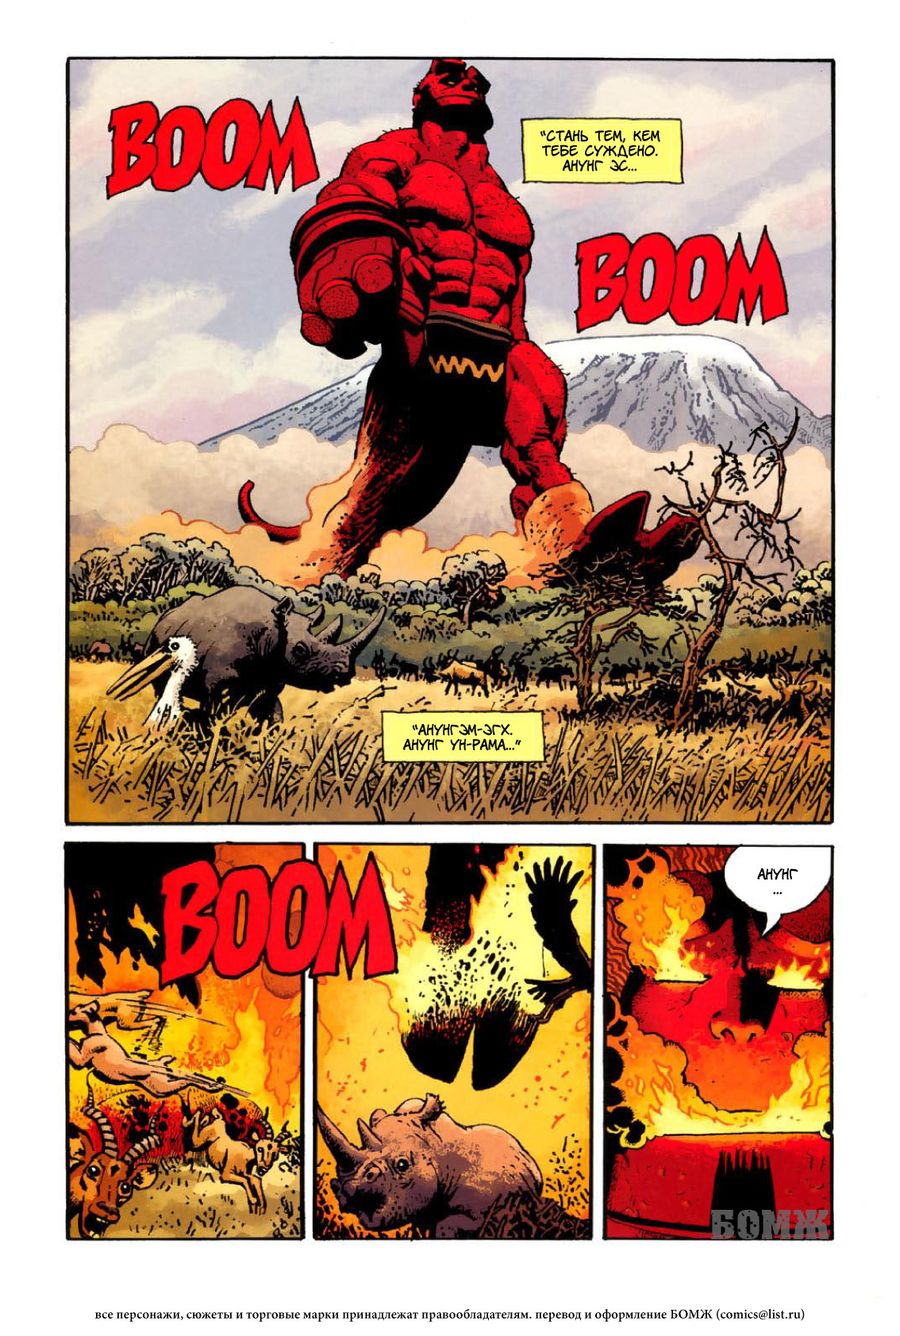 BOOM
"СТАНЬ ТЕМ, КЕМ
ТЕБЕ СУЖДЕНО.
АНУНГ ЭС...
BOOM
"АНУНГЭМ-ЭГХ.
АНУНГ УН-РАМА..."
BOOM
АНУНГ
...
БОМЖ
все персонажи, сюжеты и торговые марки принадлежат правообладателям. перевод и оформление БОМЖ (comics@list.ru)